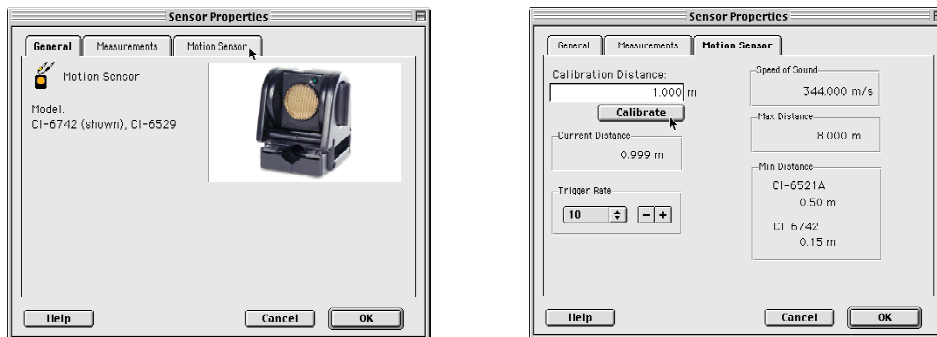 Sensor Properties
General
Measurements
Motion Sensor
Motion Sensor
Model.
CI-6742 (shown), CI-6529
Help
Cancel
OK
Sensor Properties
General
Measurements
Motion Sensor
Calibration Distance:
1.000 m
Calibrate
Current Distance
0.999 m
Trigger Rate
10
- +
Speed of Sound
344.000 m/s
Max Distance
8.000 m
Min Distance
CI-6521A
0.50 m
CI-6742
0.15 m
Help
Cancel
OK